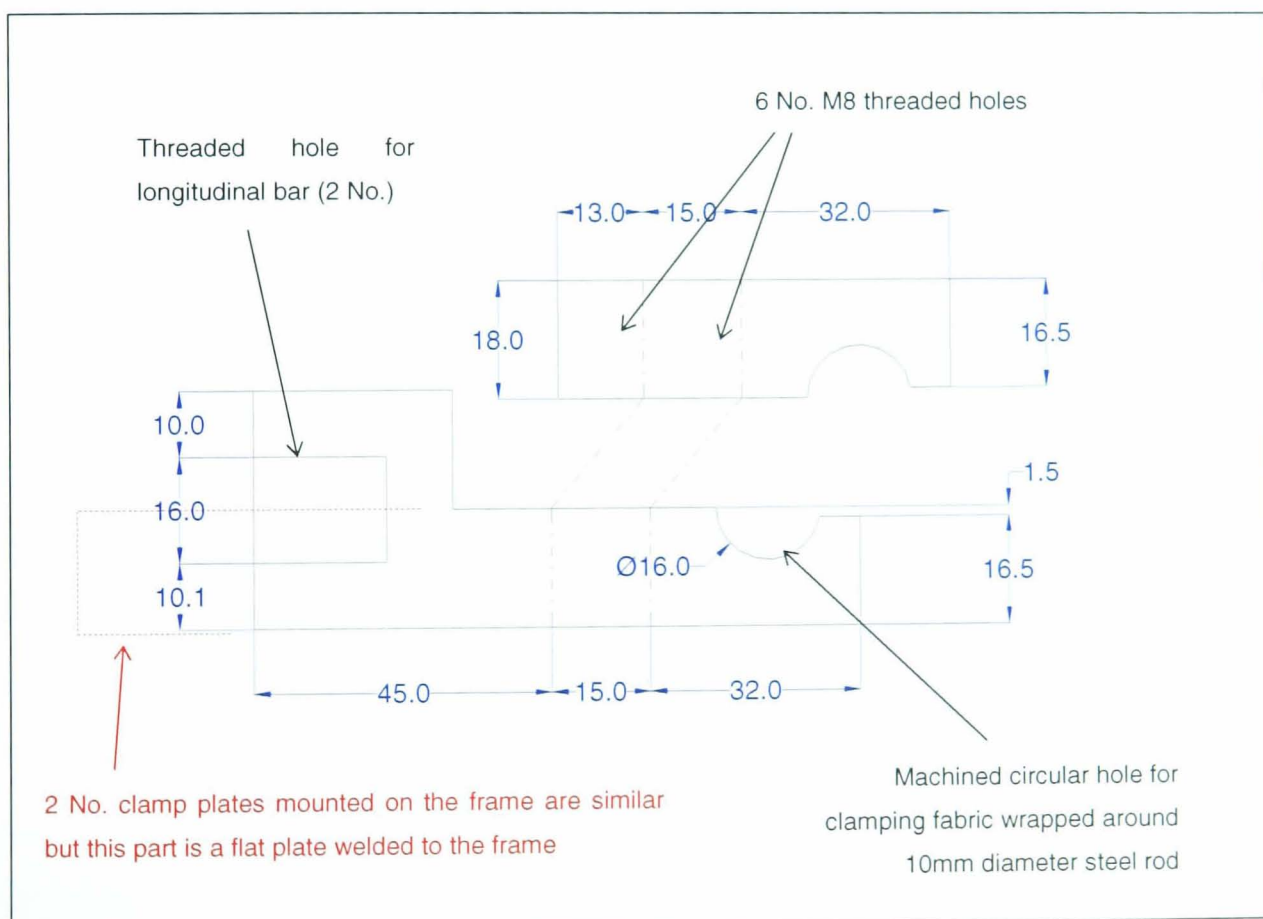 6 No. M8 threaded holes
Threaded hole for
longitudinal bar (2 No.)
13.0
15.0
32.0
18.0
16.5
10.0
16.0
10.1
1.5
Ø16.0
16.5
45.0
15.0
32.0
2 No. clamp plates mounted on the frame are similar
but this part is a flat plate welded to the frame
Machined circular hole for
clamping fabric wrapped around
10mm diameter steel rod